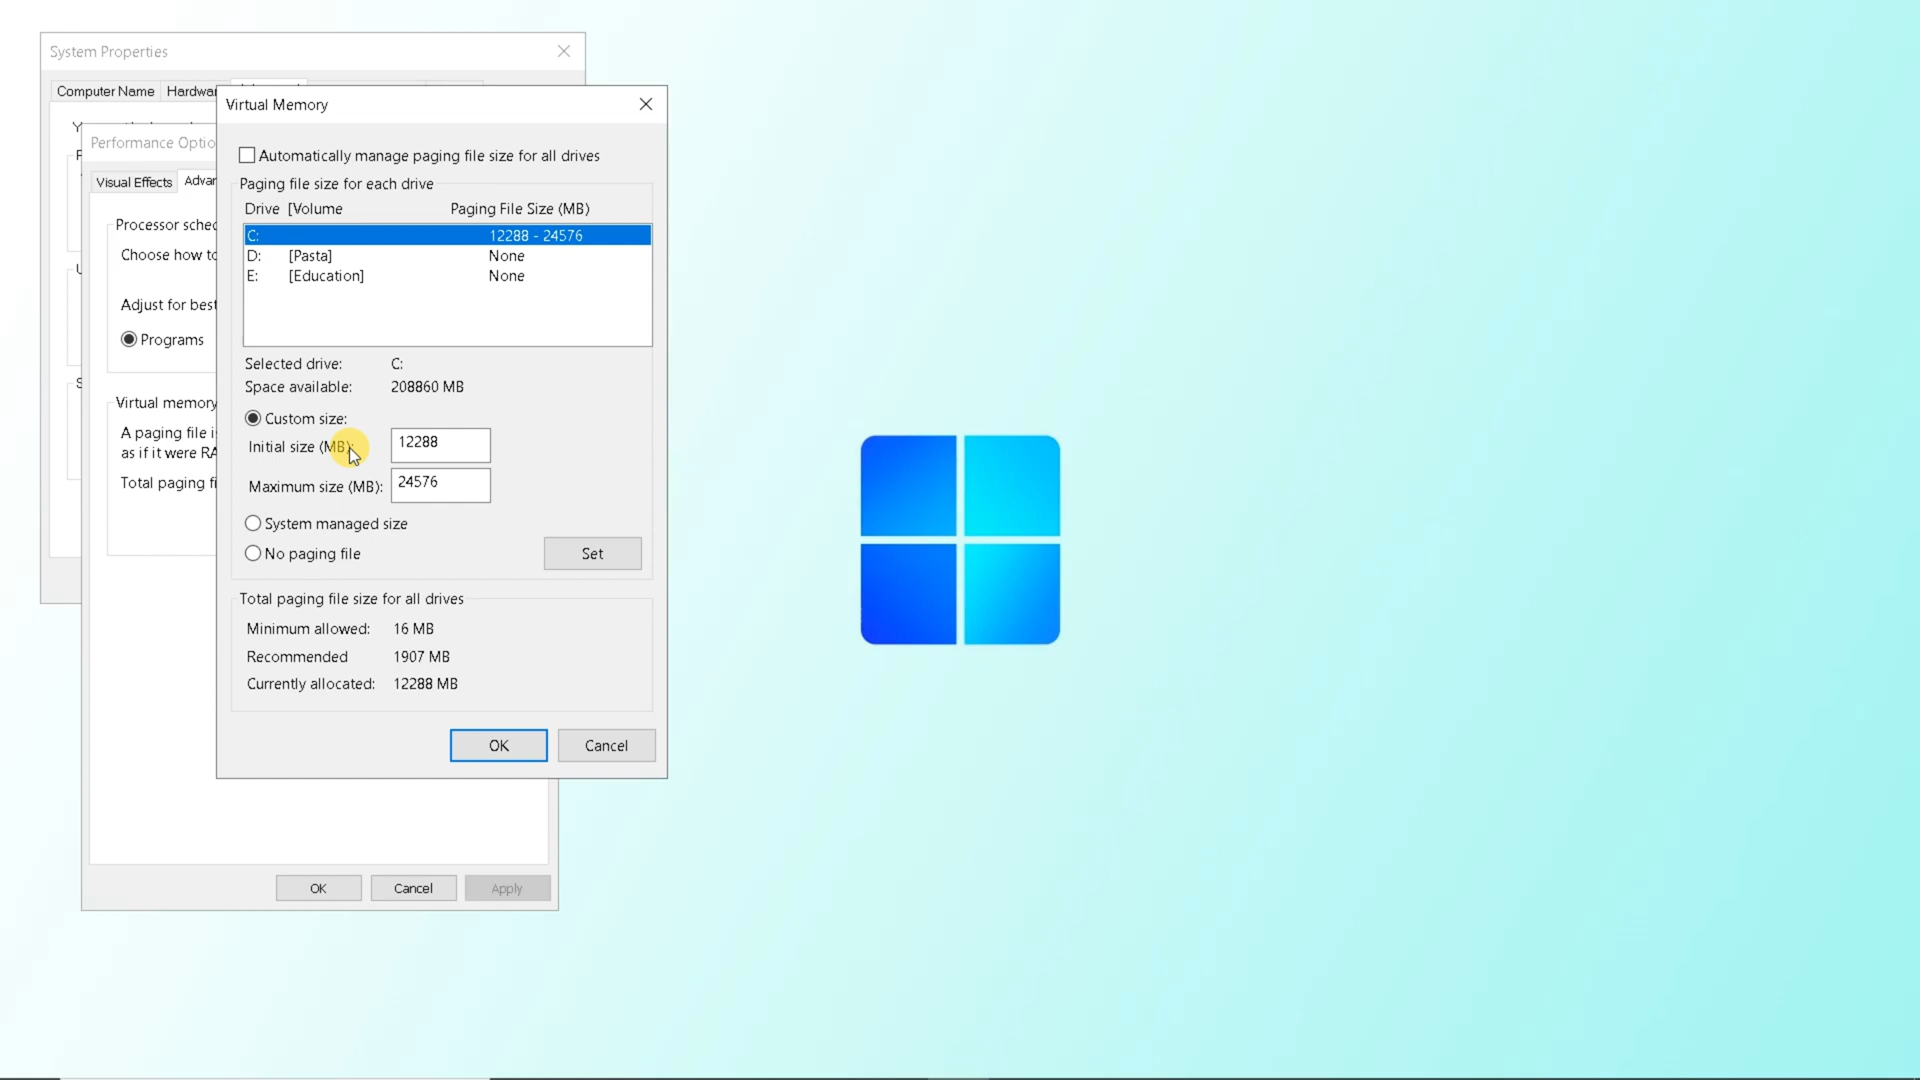 System Properties
Computer Name
Performance Optio
Visual Effects
Processor
Choose how to
Adjust for best
Programs
Virtual memory
A paging file
as if it were
Total paging
OK
Cancel
Apply
Virtual Memory
Automatically manage paging file size for all drives
Paging file size for each drive
Drive [Volume Paging File Size (MB)
C: 12288 - 24576
D: [Pasta] None
E: [Education] None
Selected drive: C:
Space available: 208860 MB
Custom size:
Initial size (MB): 12288
Maximum size (MB): 24576
System managed size
No paging file
Set
Total paging file size for all drives
Minimum allowed: 16 MB
Recommended 1907 MB
Currently allocated: 12288 MB
OK
Cancel